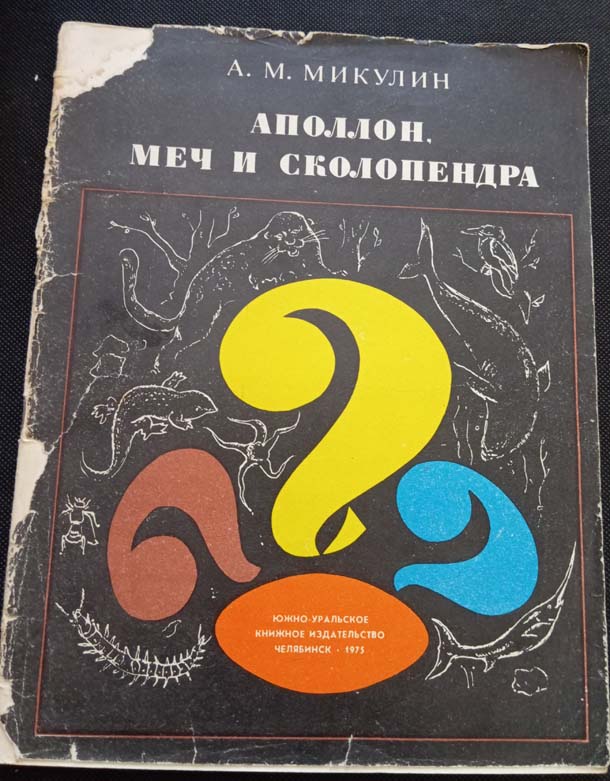 А. М. МИКУЛИН
АПОЛЛОН,
МЕЧ И СКОЛОПЕНДРА
ЮЖНО-УРАЛЬСКОЕ
КНИЖНОЕ ИЗДАТЕЛЬСТВО
ЧЕЛЯБИНСК • 1975